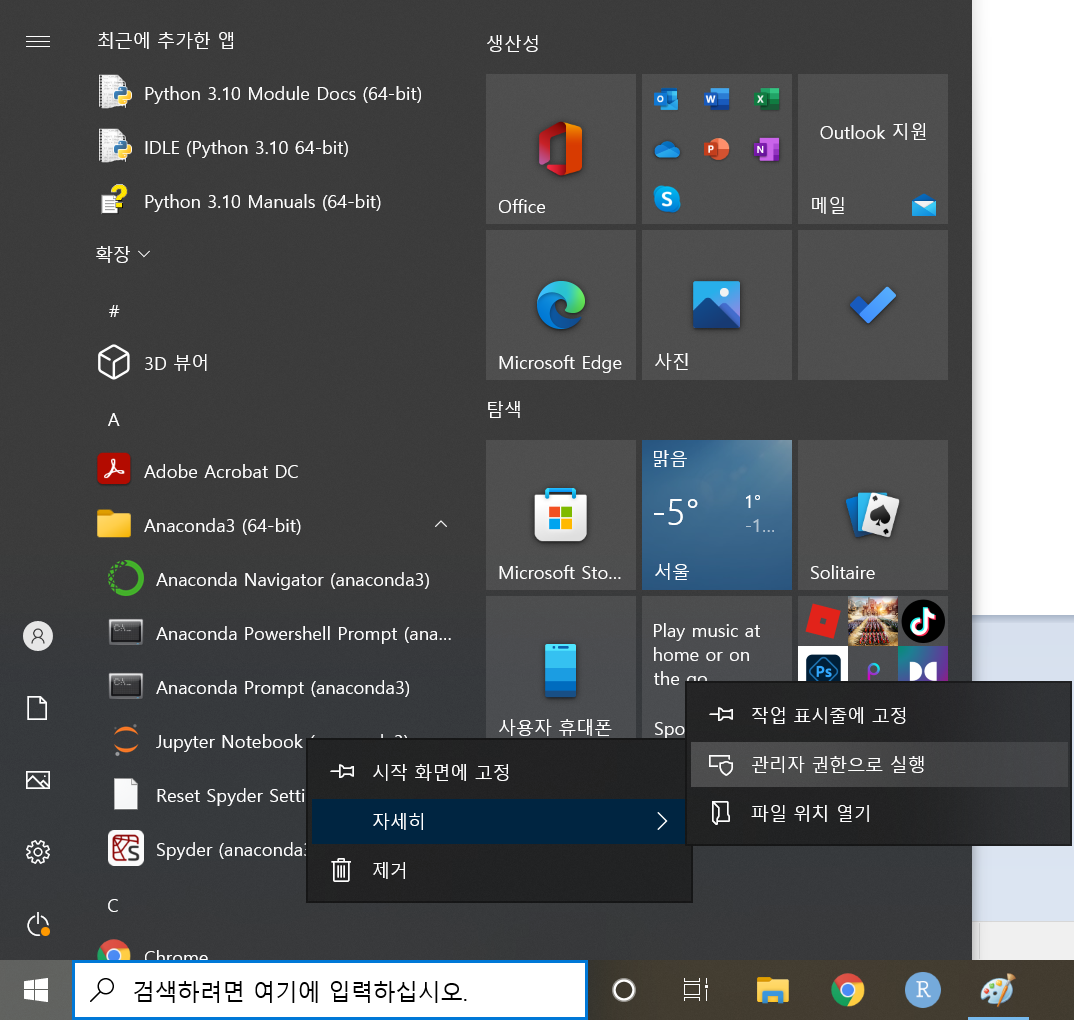 최근에 추가한 앱
Python 3.10 Module Docs (64-bit)
IDLE (Python 3.10 64-bit)
Python 3.10 Manuals (64-bit)
확장
#
3D 뷰어
A
Adobe Acrobat DC
Anaconda3 (64-bit)
Anaconda Navigator (anaconda3)
Anaconda Powershell Prompt (ana...
Anaconda Prompt (anaconda3)
Jupyter Notebook
Reset Spyder Setti
Spyder (anaconda3
C
Chrome
생산성
Office
Outlook 지원
메일
Microsoft Edge
사진
탐색
Microsoft Sto...
맑음
-5°
1°
-1...
서울
Solitaire
사용자 휴대폰
Play music at
home or on
the go
Spo
Ps
시작 화면에 고정
자세히
제거
작업 표시줄에 고정
관리자 권한으로 실행
파일 위치 열기
검색하려면 여기에 입력하십시오.
R